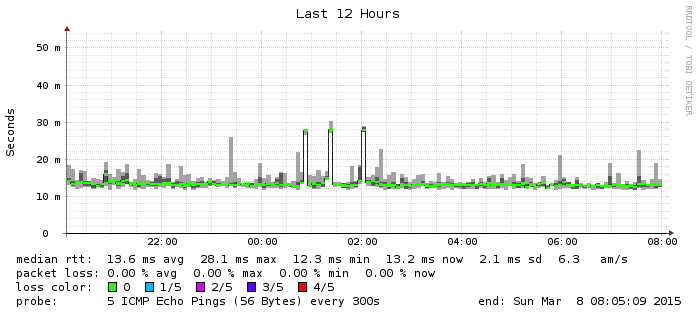 Last 12 Hours
RRDTOOL / TOBI OETIKER
Seconds
50 m
40 m
30 m
20 m
10 m
0
22:00 00:00 02:00 04:00 06:00 08:00
median rtt: 13.6 ms avg 28.1 ms max 12.3 ms min 13.2 ms now 2.1 ms sd 6.3 am/s
packet loss: 0.00 % avg 0.00 % max 0.00 % min 0.00 % now
loss color: 0 1/5 2/5 3/5 4/5
probe: 5 ICMP Echo Pings (56 Bytes) every 300s end: Sun Mar 8 08:05:09 2015